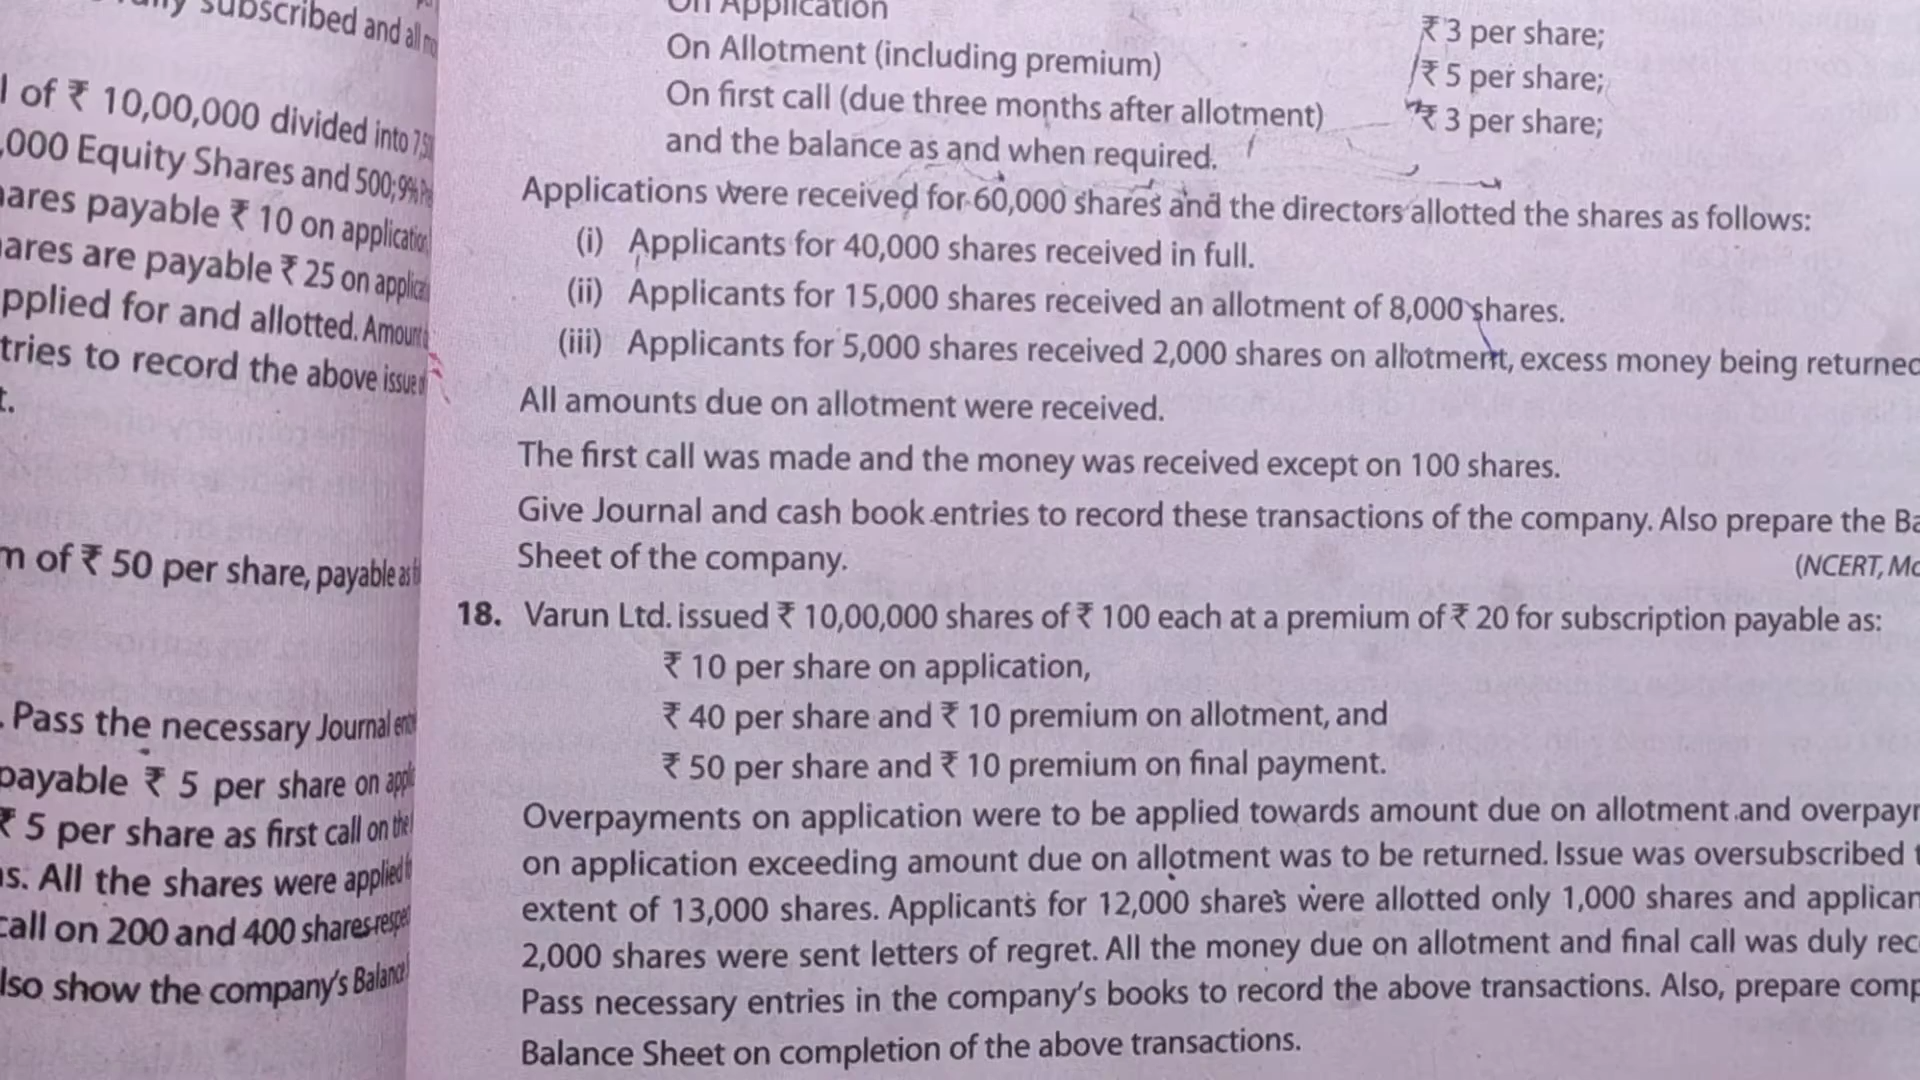 subscribed and all
l of ₹ 10,00,000 divided into
,000 Equity Shares and 500; 9%
ares payable ₹ 10 on application
ares are payable ₹ 25 on
pplied for and allotted. Amount
tries to record the above issue
t.
m of ₹ 50 per share, payable as
. Pass the necessary Journal
payable ₹ 5 per share on
₹ 5 per share as first call on the
s. All the shares were applied
call on 200 and 400 shares
lso show the company's Balance
On Application ₹ 3 per share;
On Allotment (including premium) ₹ 5 per share;
On first call (due three months after allotment) ₹ 3 per share;
and the balance as and when required.
Applications were received for 60,000 shares and the directors allotted the shares as follows:
(i) Applicants for 40,000 shares received in full.
(ii) Applicants for 15,000 shares received an allotment of 8,000 shares.
(iii) Applicants for 5,000 shares received 2,000 shares on allotment, excess money being returned
All amounts due on allotment were received.
The first call was made and the money was received except on 100 shares.
Give Journal and cash book entries to record these transactions of the company. Also prepare the Ba
Sheet of the company.
(NCERT, Mo
18. Varun Ltd. issued ₹ 10,00,000 shares of ₹ 100 each at a premium of ₹ 20 for subscription payable as:
₹ 10 per share on application,
₹ 40 per share and ₹ 10 premium on allotment, and
₹ 50 per share and ₹ 10 premium on final payment.
Overpayments on application were to be applied towards amount due on allotment and overpaym
on application exceeding amount due on allotment was to be returned. Issue was oversubscribed t
extent of 13,000 shares. Applicants for 12,000 shares were allotted only 1,000 shares and applican
2,000 shares were sent letters of regret. All the money due on allotment and final call was duly rec
Pass necessary entries in the company's books to record the above transactions. Also, prepare comp
Balance Sheet on completion of the above transactions.